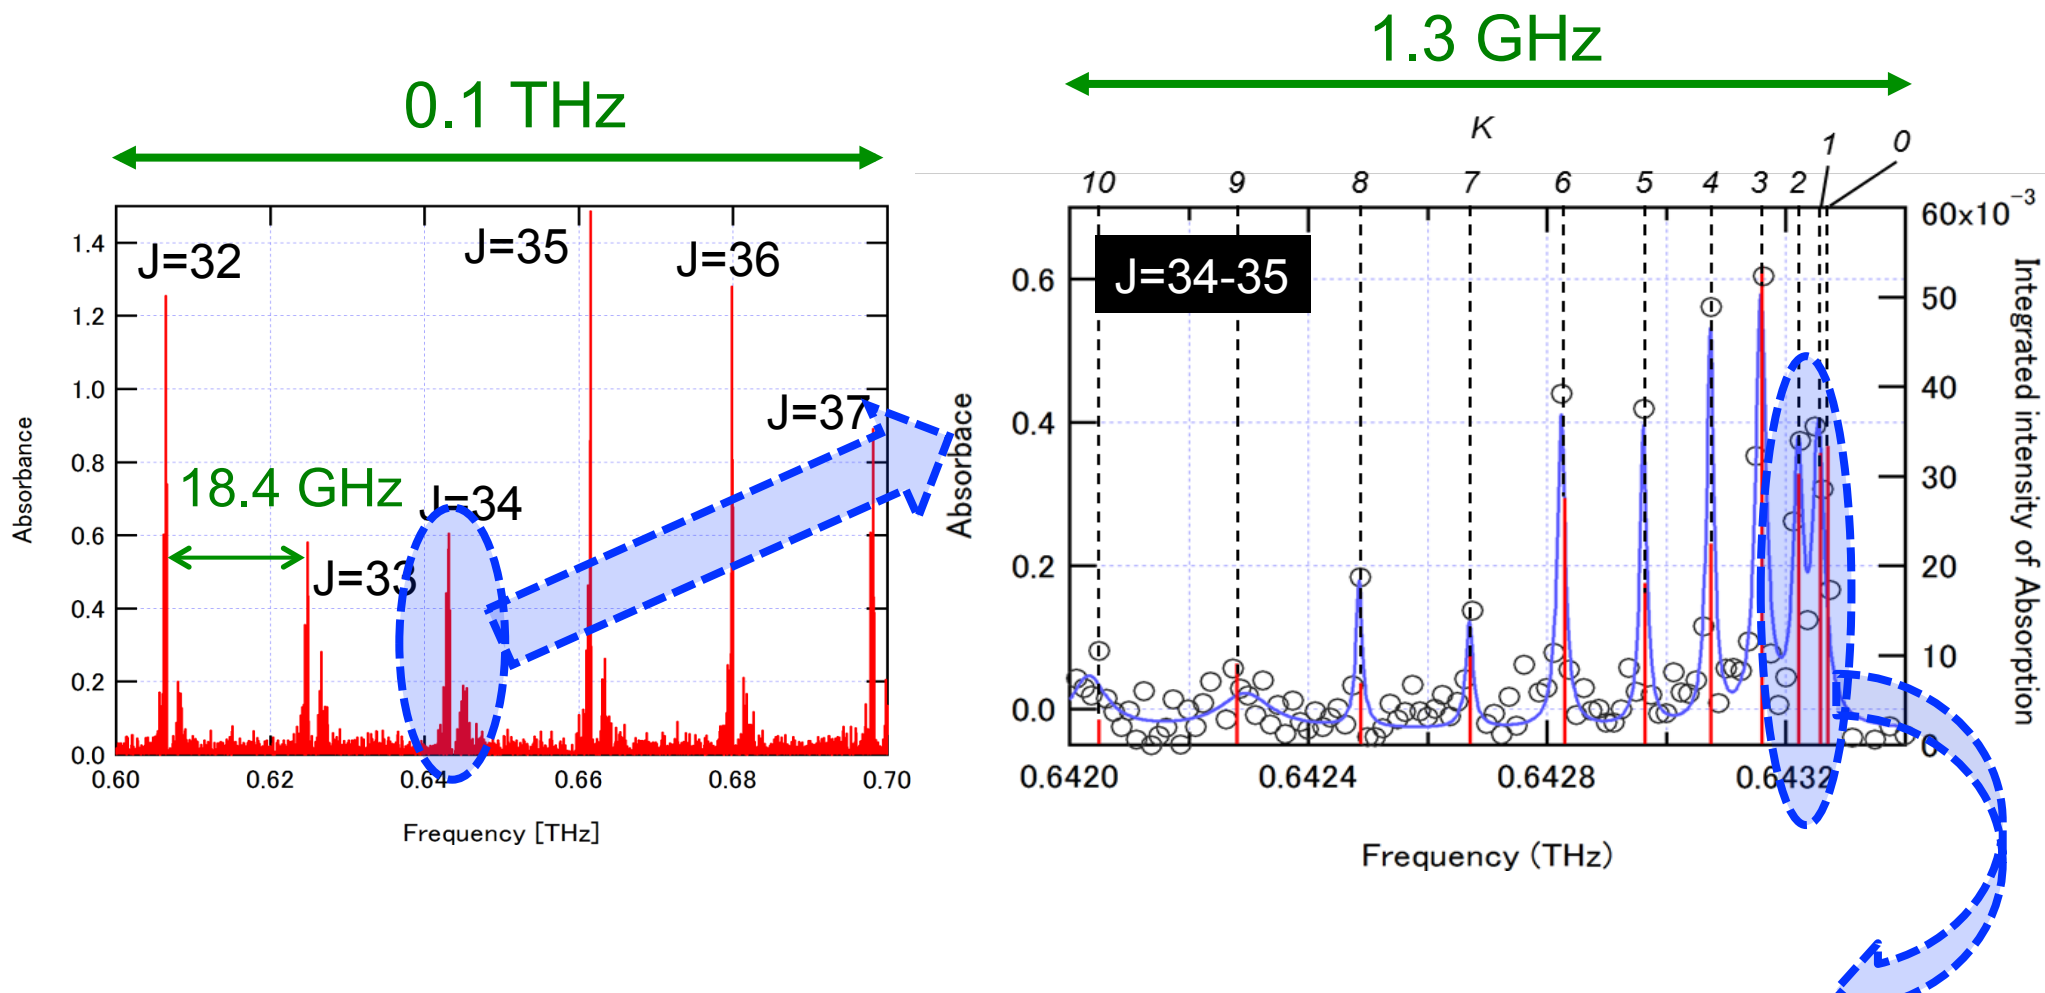 1.3 GHz
0.1 THz
K
1 0
10 9 8 7 6 5 4 3 2
60x10-3
1.4
J=32
J=35
J=36
J=34-35
0.6
50
1.2
1.0
40
J=37
0.4
0.8
18.4 GHz
J=34
30
0.6
J=33
0.2
20
0.4
10
0.2
0.0
0.0
0
0.60 0.62 0.64 0.66 0.68 0.70
0.6420 0.6424 0.6428 0.6432
Absorbance
Frequency [THz]
Absorbace
Frequency (THz)
Integrated intensity of Absorption